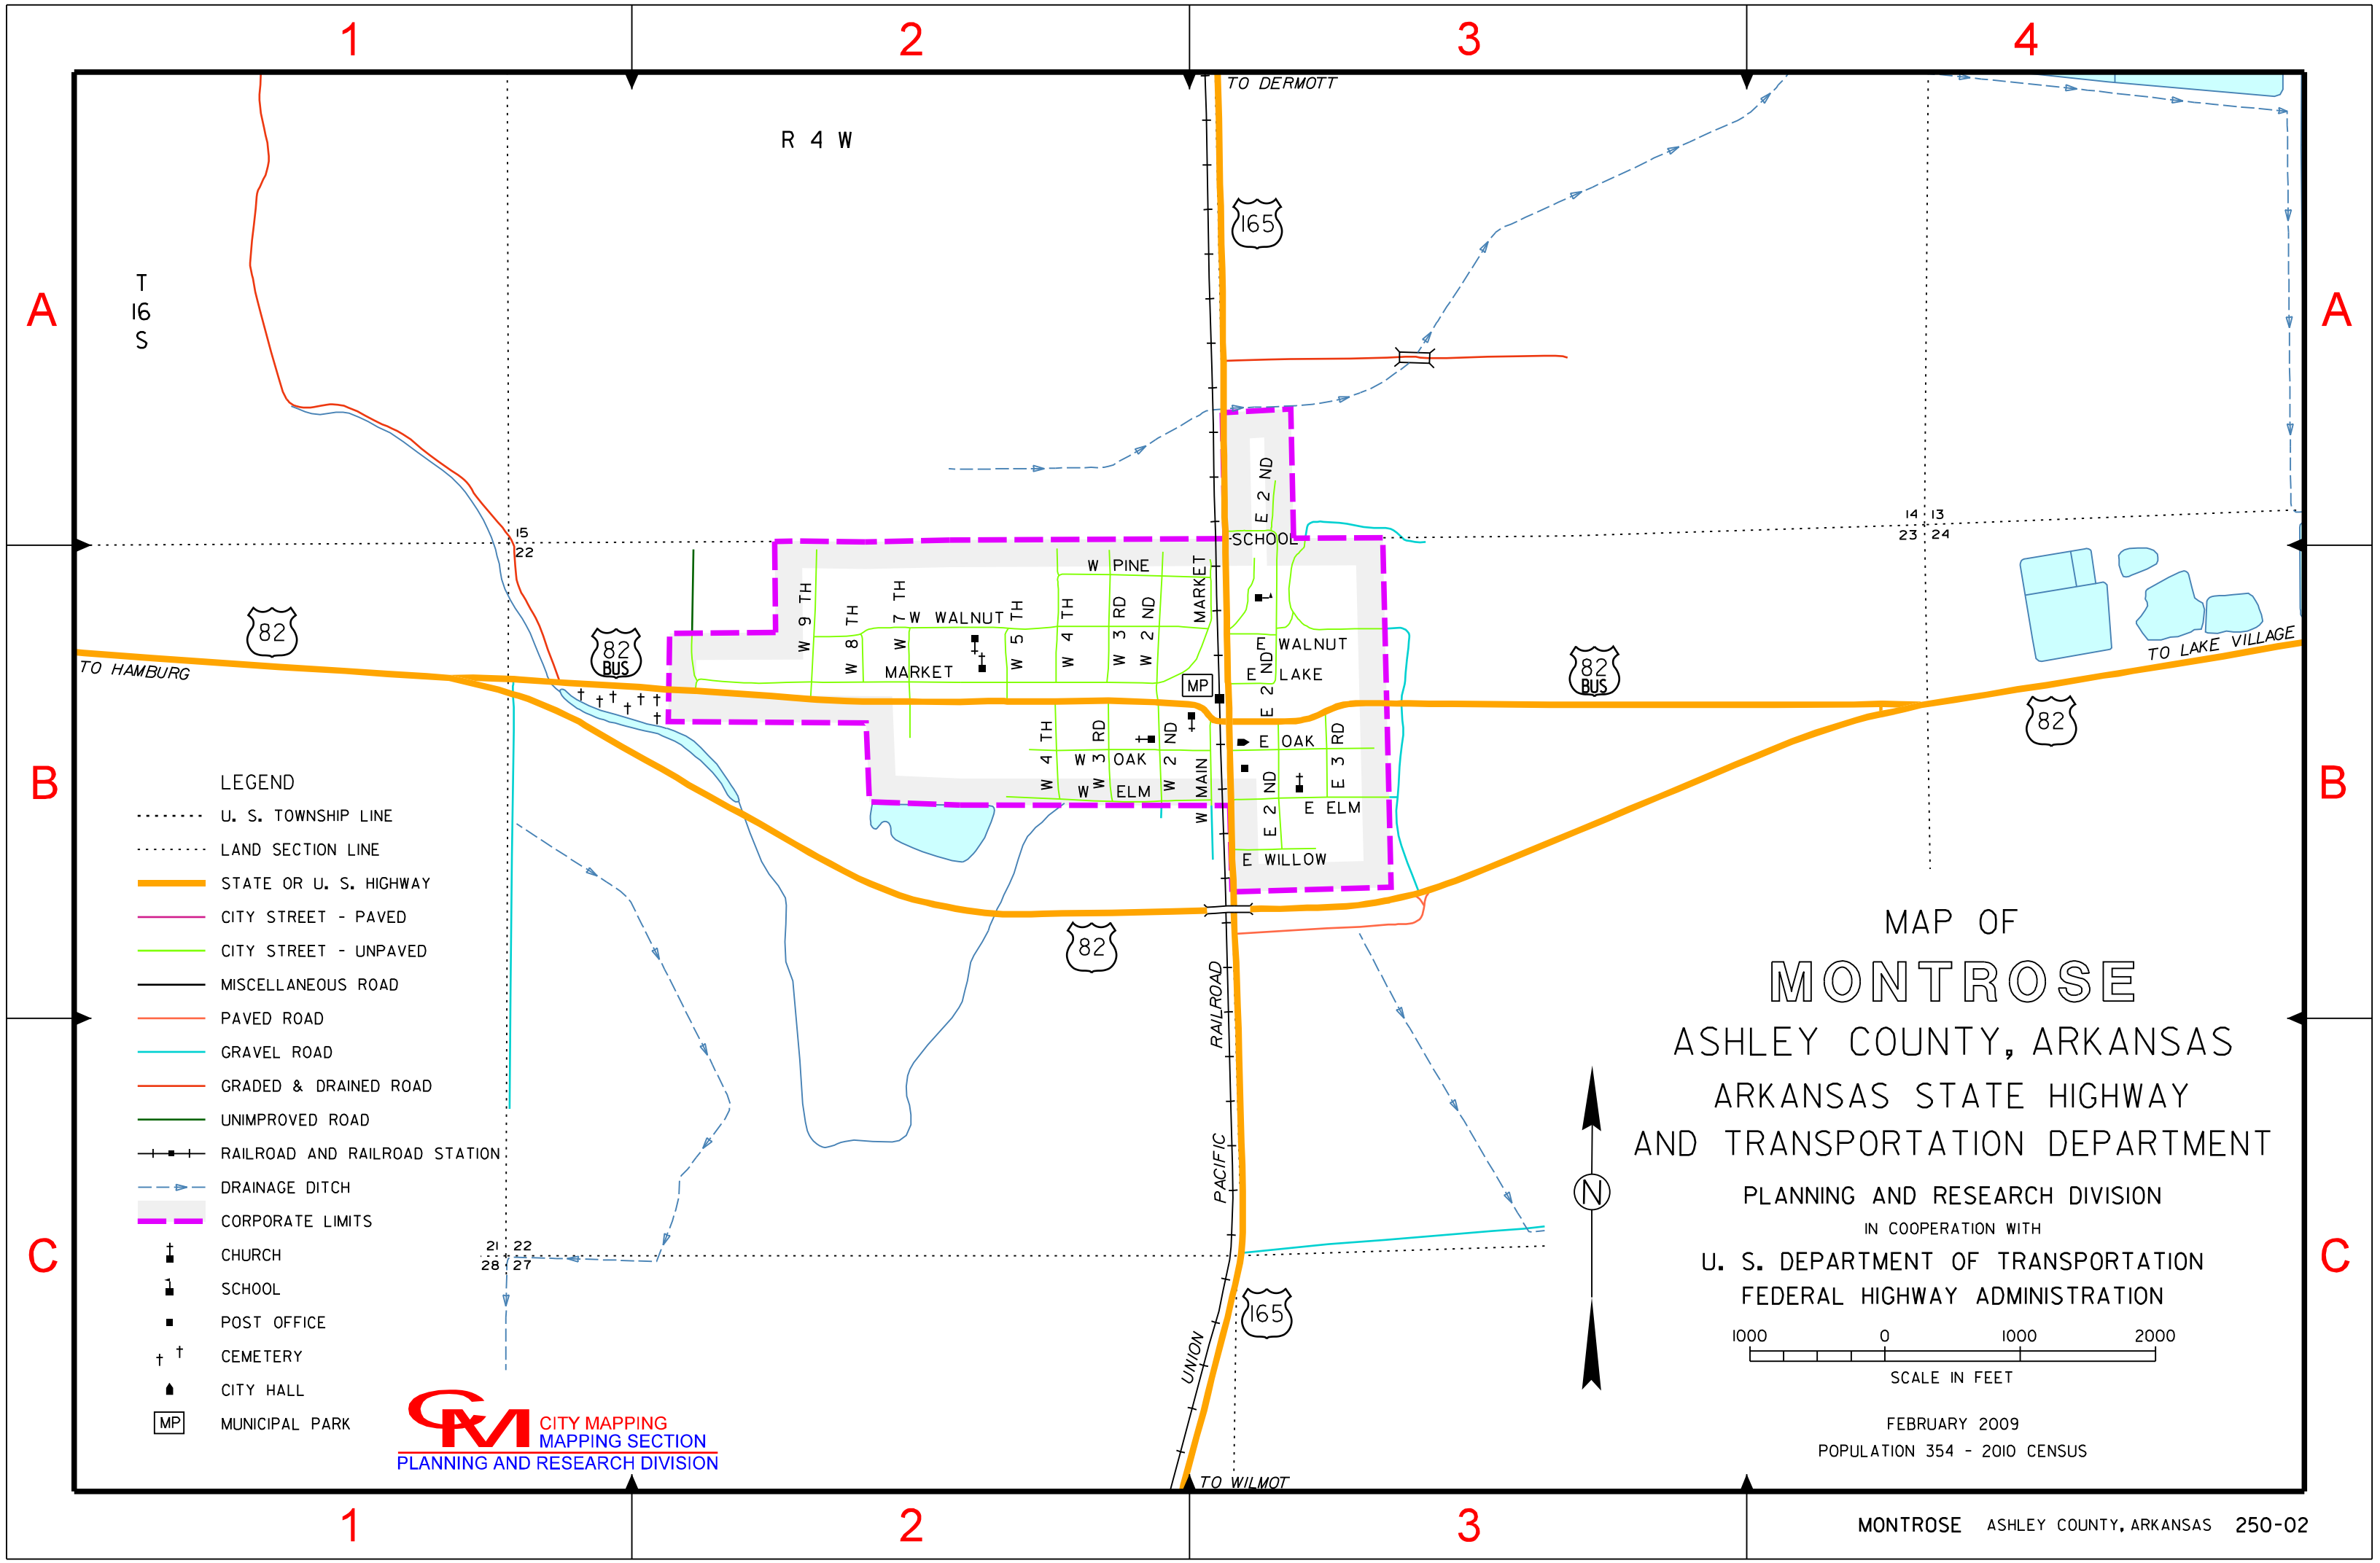 1 2 3 4
TO DERMOTT
R 4 W
165
T
16
S
A A
E 2 ND
14 13
23 24
15
22
SCHOOL
W PINE
MARKET
W 9 TH
W 8 TH
W 7 TH
W WALNUT
W 5 TH
W 4 TH
W 3 RD
W 2 ND
82
82
BUS
TO HAMBURG
MARKET
MP
E WALNUT
E LAKE
E 2 ND
82
BUS
TO LAKE VILLAGE
82
W 4 TH
W 3 RD
W 2 ND
W OAK
W ELM
W MAIN
E OAK
E 2 ND
E 3 RD
E ELM
E WILLOW
B B
82
LEGEND
U. S. TOWNSHIP LINE
LAND SECTION LINE
STATE OR U. S. HIGHWAY
CITY STREET - PAVED
CITY STREET - UNPAVED
MISCELLANEOUS ROAD
PAVED ROAD
GRAVEL ROAD
GRADED & DRAINED ROAD
UNIMPROVED ROAD
RAILROAD AND RAILROAD STATION
DRAINAGE DITCH
CORPORATE LIMITS
CHURCH
SCHOOL
POST OFFICE
CEMETERY
CITY HALL
MP MUNICIPAL PARK
21 22
28 27
UNION PACIFIC RAILROAD
165
TO WILMOT
C C
CM
CITY MAPPING
MAPPING SECTION
PLANNING AND RESEARCH DIVISION
N
MAP OF
MONTROSE
ASHLEY COUNTY, ARKANSAS
ARKANSAS STATE HIGHWAY
AND TRANSPORTATION DEPARTMENT
PLANNING AND RESEARCH DIVISION
IN COOPERATION WITH
U. S. DEPARTMENT OF TRANSPORTATION
FEDERAL HIGHWAY ADMINISTRATION
1000 0 1000 2000
SCALE IN FEET
FEBRUARY 2009
POPULATION 354 - 2010 CENSUS
1 2 3
MONTROSE ASHLEY COUNTY, ARKANSAS 250-02